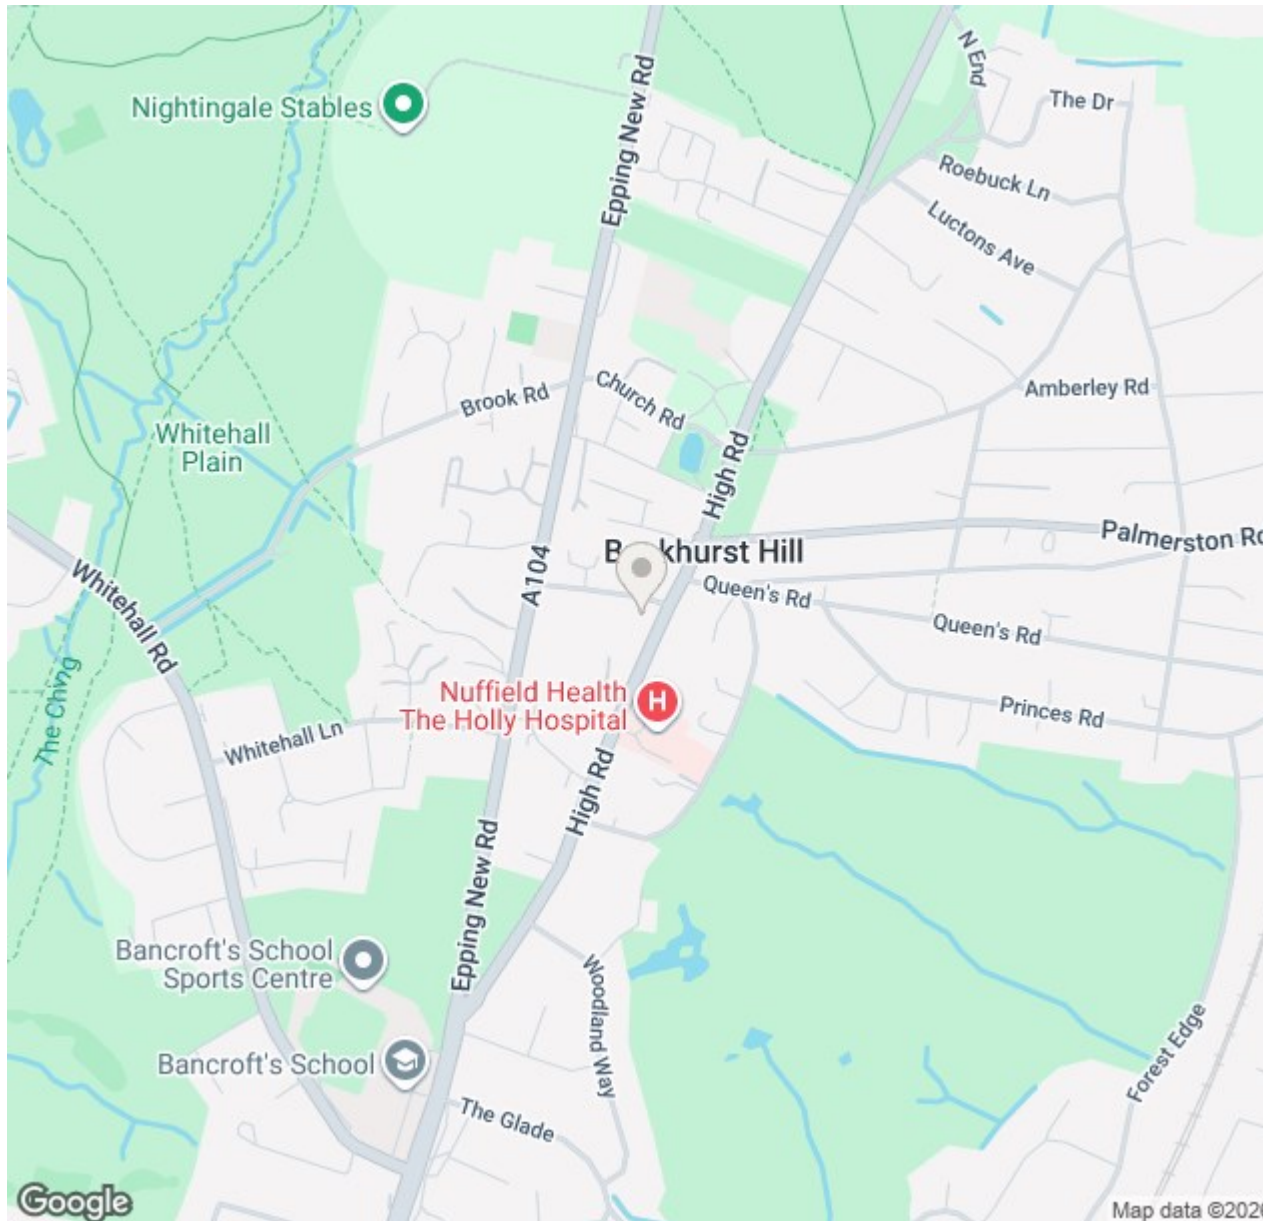 Nightingale Stables
Epping New Rd
N End
The Dr
Roebuck Ln
Luctons Ave
Brook Rd
Church Rd
Amberley Rd
Whitehall
Plain
High Rd
Palmerston Rd
Whitehall Rd
A104
Hill
Queen's Rd
Queen's Rd
The Ching
Nuffield Health
The Holly Hospital
H
Princes Rd
Whitehall Ln
High Rd
Epping New Rd
Bancroft's School
Sports Centre
Woodland Way
Forest Edge
Bancroft's School
The Glade
Google
Map data ©202